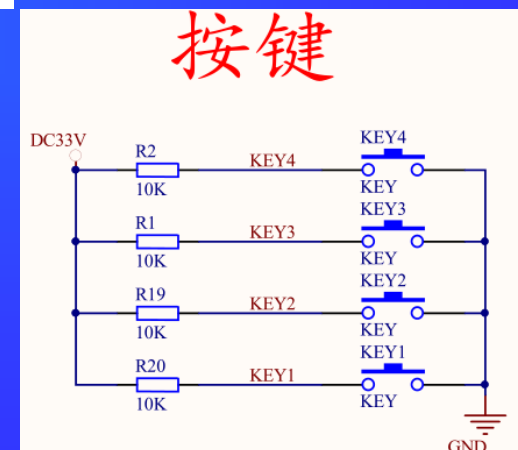 按键
DC33V
R2
10K
KEY4
KEY4
KEY
R1
10K
KEY3
KEY3
KEY
R19
10K
KEY2
KEY2
KEY
R20
10K
KEY1
KEY1
KEY
GND